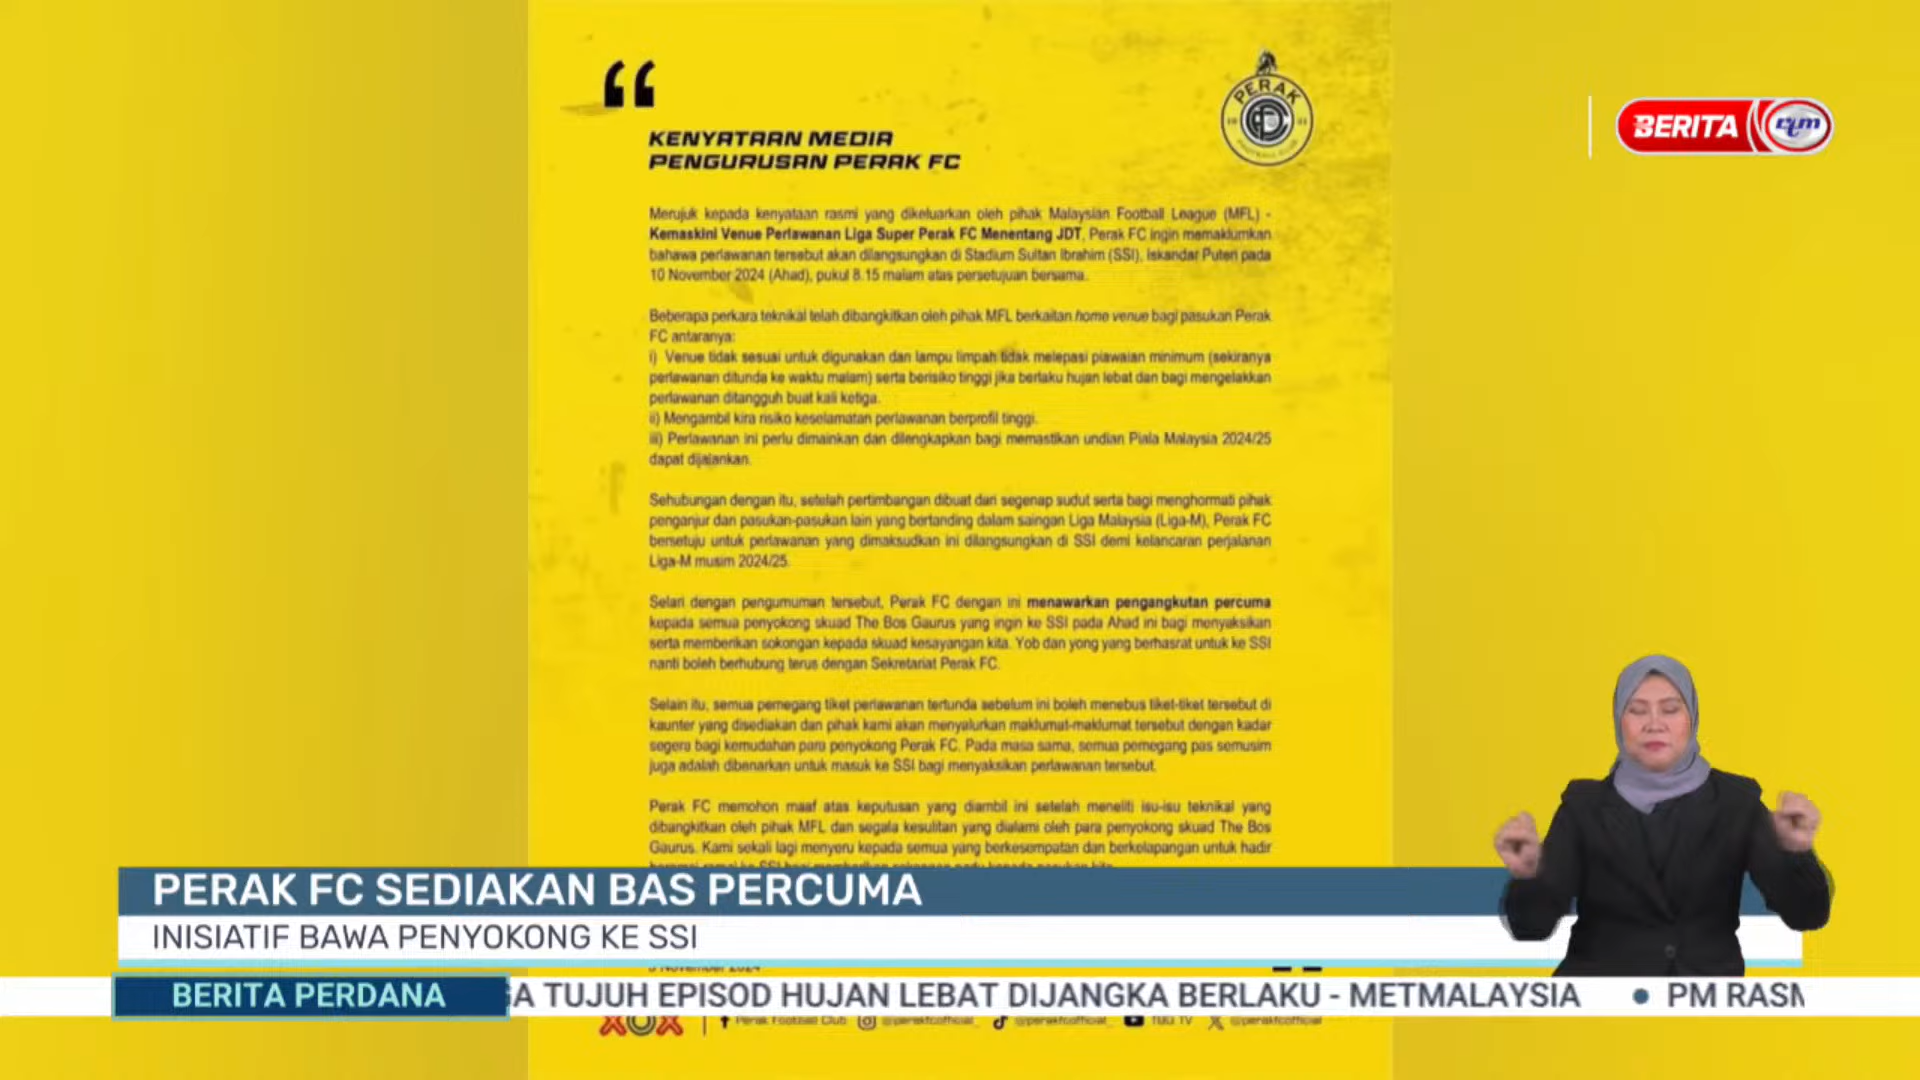 “
PERAK
FOOTBALL CLUB
BERITA rtm
KENYATAAN MEDIA
PENGURUSAN PERAK FC
Merujuk kepada kenyataan rasmi yang dikeluarkan oleh pihak Malaysian Football League (MFL) -
Kemaskini Venue Perlawanan Liga Super Perak FC Menentang JDT, Perak FC ingin memaklumkan
bahawa perlawanan tersebut akan dilangsungkan di Stadium Sultan Ibrahim (SSI), Iskandar Puteri pada
10 November 2024 (Ahad), pukul 8.15 malam atas persetujuan bersama.
Beberapa perkara teknikal telah dibangkitkan oleh pihak MFL berkaitan home venue bagi pasukan Perak
FC antaranya:
i) Venue tidak sesuai untuk digunakan dan lampu limpah tidak melepasi piawaian minimum (sekiranya
perlawanan ditunda ke waktu malam) serta berisiko tinggi jika berlaku hujan lebat dan bagi mengelakkan
perlawanan ditangguh buat kali ketiga.
ii) Mengambil kira risiko keselamatan perlawanan berprofil tinggi.
iii) Perlawanan ini perlu dimainkan dan dilengkapkan bagi memastikan undian Piala Malaysia 2024/25
dapat dijalankan.
Sehubungan dengan itu, setelah pertimbangan dibuat dari segenap sudut serta bagi menghormati pihak
penganjur dan pasukan-pasukan lain yang bertanding dalam saingan Liga Malaysia (Liga-M), Perak FC
bersetuju untuk perlawanan yang dimaksudkan ini dilangsungkan di SSI demi kelancaran perjalanan
Liga-M musim 2024/25.
Selari dengan pengumuman tersebut, Perak FC dengan ini menawarkan pengangkutan percuma
kepada semua penyokong skuad The Bos Gaurus yang ingin ke SSI pada Ahad ini bagi menyaksikan
serta memberikan sokongan kepada skuad kesayangan kita. Yob dan yong yang berhasrat untuk ke SSI
nanti boleh berhubung terus dengan Sekretariat Perak FC.
Selain itu, semua pemegang tiket perlawanan tertunda sebelum ini boleh menebus tiket-tiket tersebut di
kaunter yang disediakan dan pihak kami akan menyalurkan maklumat-maklumat tersebut dengan kadar
segera bagi kemudahan para penyokong Perak FC. Pada masa sama, semua pemegang pas semusim
juga adalah dibenarkan untuk masuk ke SSI bagi menyaksikan perlawanan tersebut.
Perak FC memohon maaf atas keputusan yang diambil ini setelah meneliti isu-isu teknikal yang
dibangkitkan oleh pihak MFL dan segala kesulitan yang dialami oleh para penyokong skuad The Bos
Gaurus. Kami sekali lagi menyeru kepada semua yang berkesempatan dan berkelapangan untuk hadir
PERAK FC SEDIAKAN BAS PERCUMA
INISIATIF BAWA PENYOKONG KE SSI
November 2024
BERITA PERDANA
A TUJUH EPISOD HUJAN LEBAT DIJANGKA BERLAKU - METMALAYSIA • PM RASM
XOX | Perak Football Club @perakfcofficial_ @perakfcofficial_ TBG TV @perakfcofficial